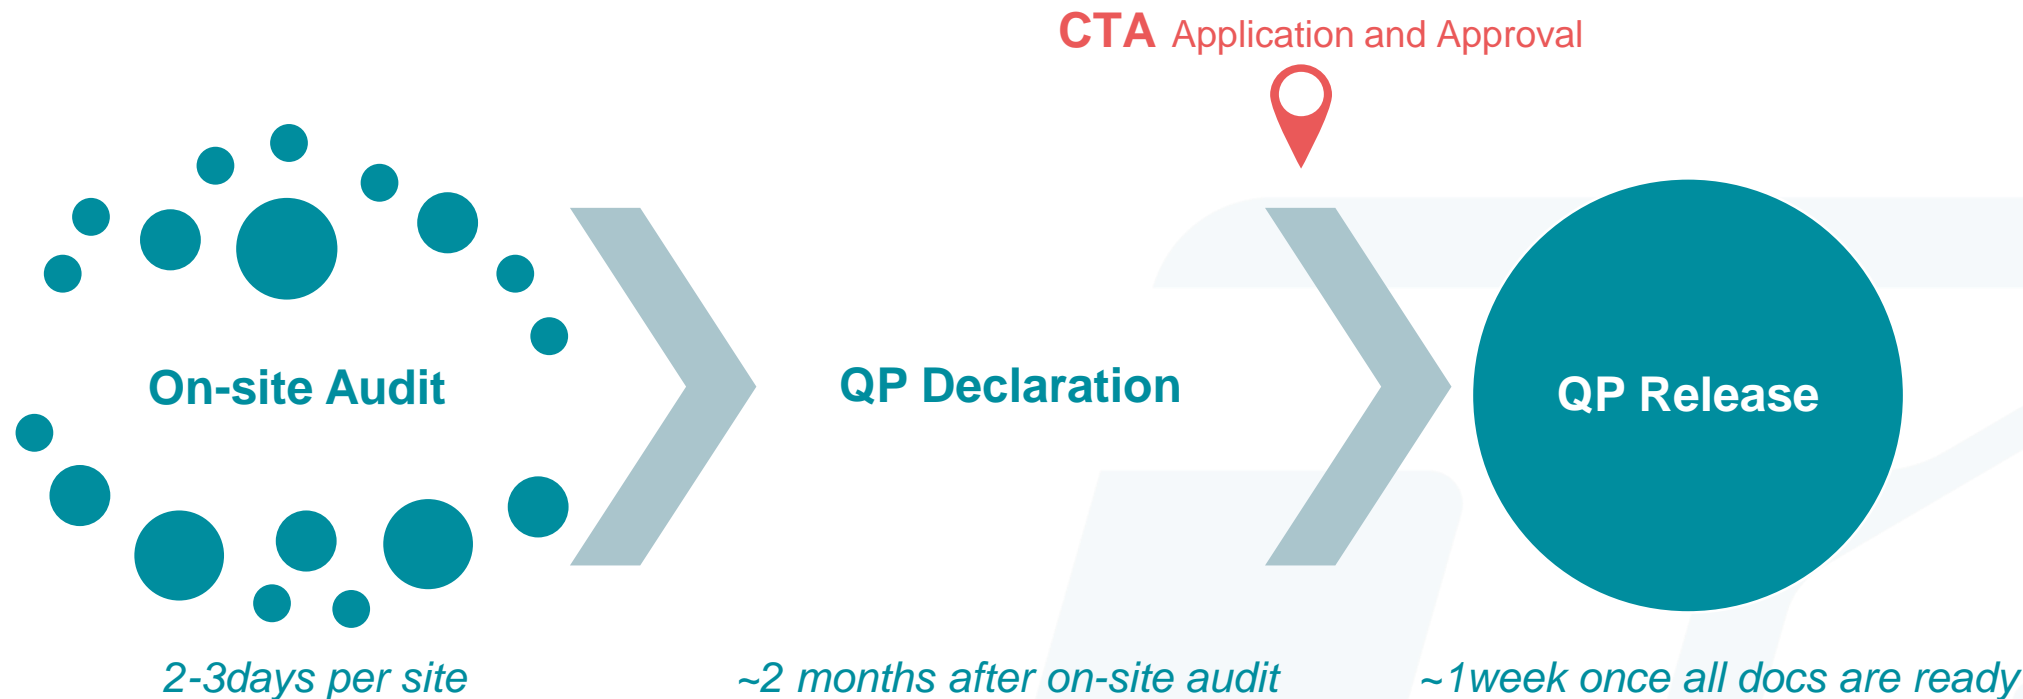 CTA Application and Approval
On-site Audit
QP Declaration
QP Release
2-3days per site
~2 months after on-site audit
~1week once all docs are ready